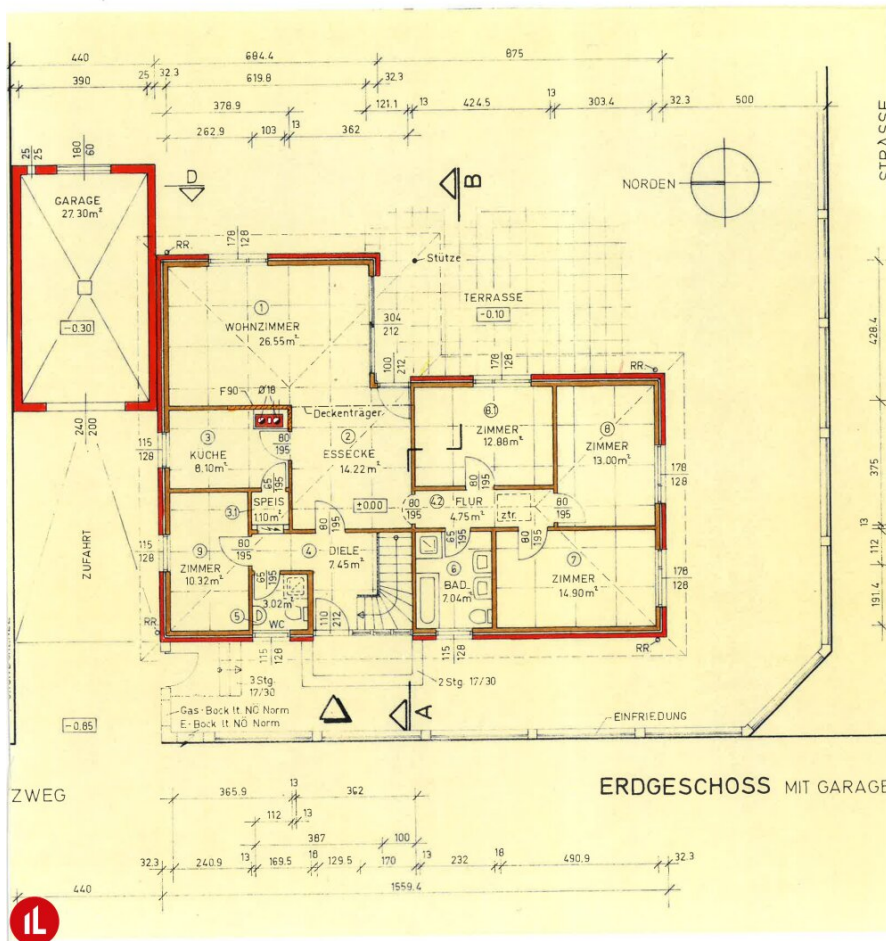 440
684.4
875
390
25
32.3
619.8
32.3
378.9
121.1
13
424.5
13
303.4
32.3
500
262.9
103
13
362
STRASSE
25
25
180
60
GARAGE
27.30m²
D
B
NORDEN
RR.
178
128
Stütze
TERRASSE
-0.10
1
WOHNZIMMER
26.55m²
304
212
-0.30
100
212
178
128
RR.
428.4
F90
Ø18
Deckenträger
240
200
115
128
3
KÜCHE
8.10m²
80
195
2
ESSECKE
14.22m²
8.1
ZIMMER
12.88m²
8
ZIMMER
13.00m²
178
128
375
65
195
80
195
SPEIS
1.10m²
3.1
±0.00
80
195
4.2
FLUR
4.75m²
ztr.
80
195
ZUFAHRT
115
128
9
ZIMMER
10.32m²
80
195
4
DIELE
7.45m²
80
195
65
195
80
195
6
BAD
7.04m²
7
ZIMMER
14.90m²
178
128
13
112
191.4
65
195
3.02m²
5
WC
110
212
RR.
RR.
115
128
115
128
3 Stg.
17/30
2 Stg. 17/30
Gas-Bock lt. NÖ Norm
E-Bock lt. NÖ Norm
-0.85
A
EINFRIEDUNG
ZWEG
ERDGESCHOSS MIT GARAGE
365.9
13
362
112
13
387
100
32.3
240.9
13
169.5
18
129.5
170
13
232
18
490.9
32.3
440
1559.4
IL